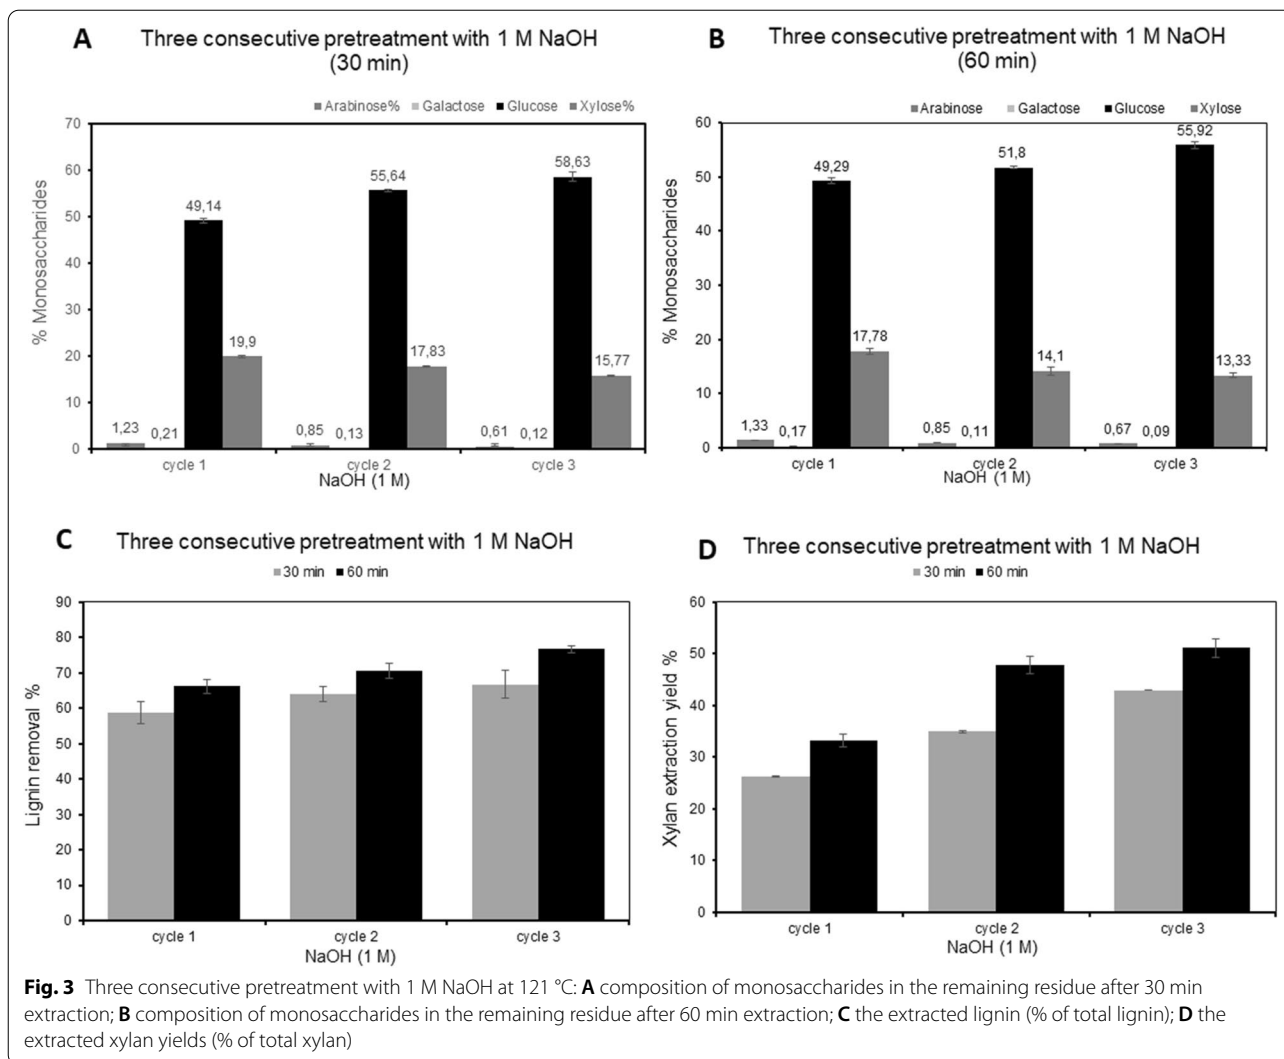 A Three consecutive pretreatment with 1 M NaOH
(30 min)
■Arabinose% ■Galactose ■Glucose ■Xylose%
70
60
50
40
30
20
10
0
% Monosaccharides
1,23
0,21
49,14
19,9
0,85
0,13
55,64
17,83
0,61
0,12
58,63
15,77
cycle 1 cycle 2 cycle 3
NaOH (1 M)
B Three consecutive pretreatment with 1 M NaOH
(60 min)
■Arabinose ■Galactose ■Glucose ■Xylose
60
50
40
30
20
10
0
% Monosaccharides
1,33
0,17
49,29
17,78
0,85
0,11
51,8
14,1
0,67
0,09
55,92
13,33
cycle 1 cycle 2 cycle 3
NaOH (1 M)
C Three consecutive pretreatment with 1 M NaOH
■30 min ■60 min
90
80
70
60
50
40
30
20
10
0
Lignin removal %
cycle 1 cycle 2 cycle 3
NaOH (1 M)
D Three consecutive pretreatment with 1 M NaOH
■30 min ■60 min
60
50
40
30
20
10
0
Xylan extraction yield %
cycle 1 cycle 2 cycle 3
NaOH (1 M)
Fig. 3 Three consecutive pretreatment with 1 M NaOH at 121 °C: A composition of monosaccharides in the remaining residue after 30 min
extraction; B composition of monosaccharides in the remaining residue after 60 min extraction; C the extracted lignin (% of total lignin); D the
extracted xylan yields (% of total xylan)